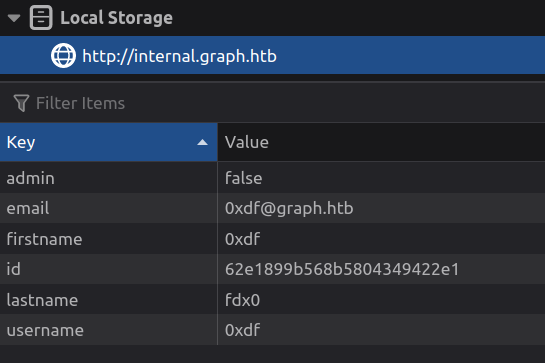 Local Storage
http://internal.graph.htb
Filter Items
Key Value
admin false
email 0xdf@graph.htb
firstname 0xdf
id 62e1899b568b5804349422e1
lastname fdx0
username 0xdf